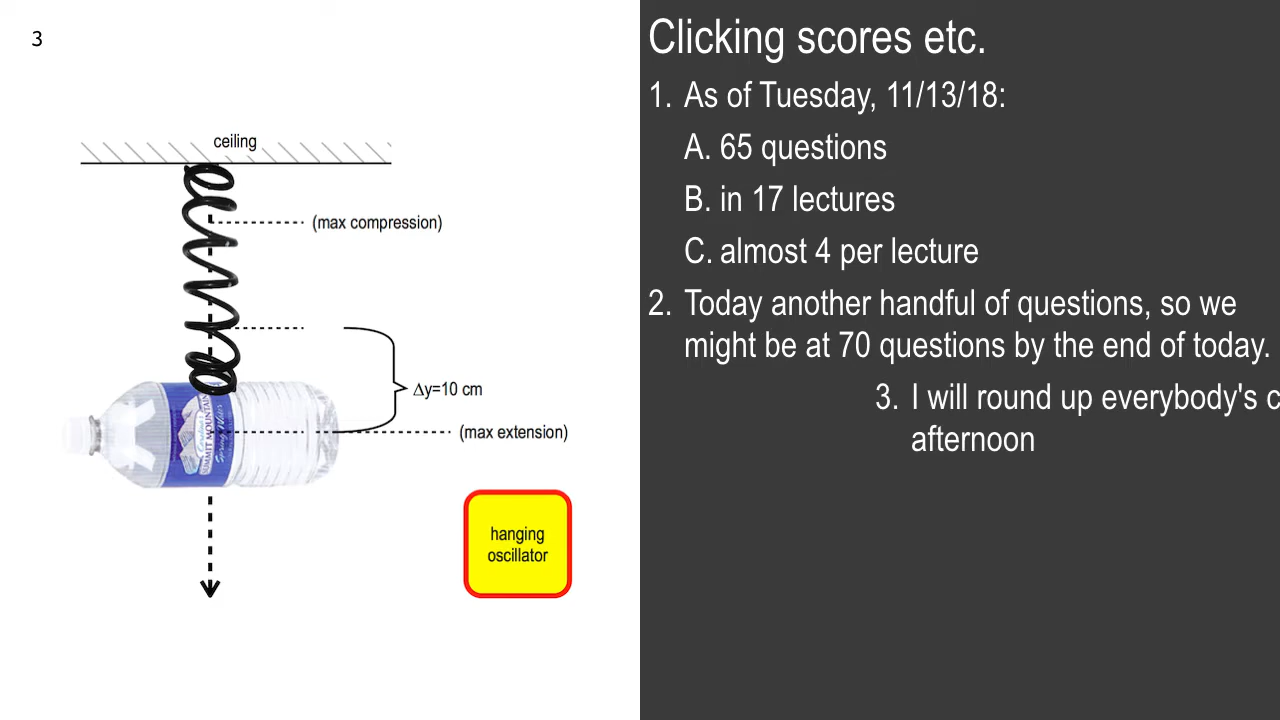 3
ceiling
(max compression)
Δy=10 cm
(max extension)
SUMMIT MOUNTAIN
hanging
oscillator
Clicking scores etc.
1. As of Tuesday, 11/13/18:
A. 65 questions
B. in 17 lectures
C. almost 4 per lecture
2. Today another handful of questions, so we
might be at 70 questions by the end of today.
3. I will round up everybody's c
afternoon